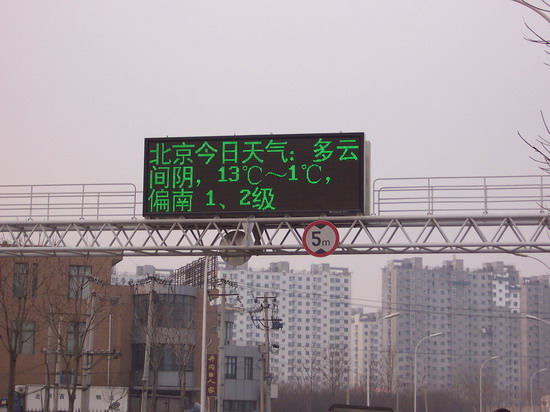 北京今日天气：多云
间阴，13℃～1℃，
偏南 1、2级
5m